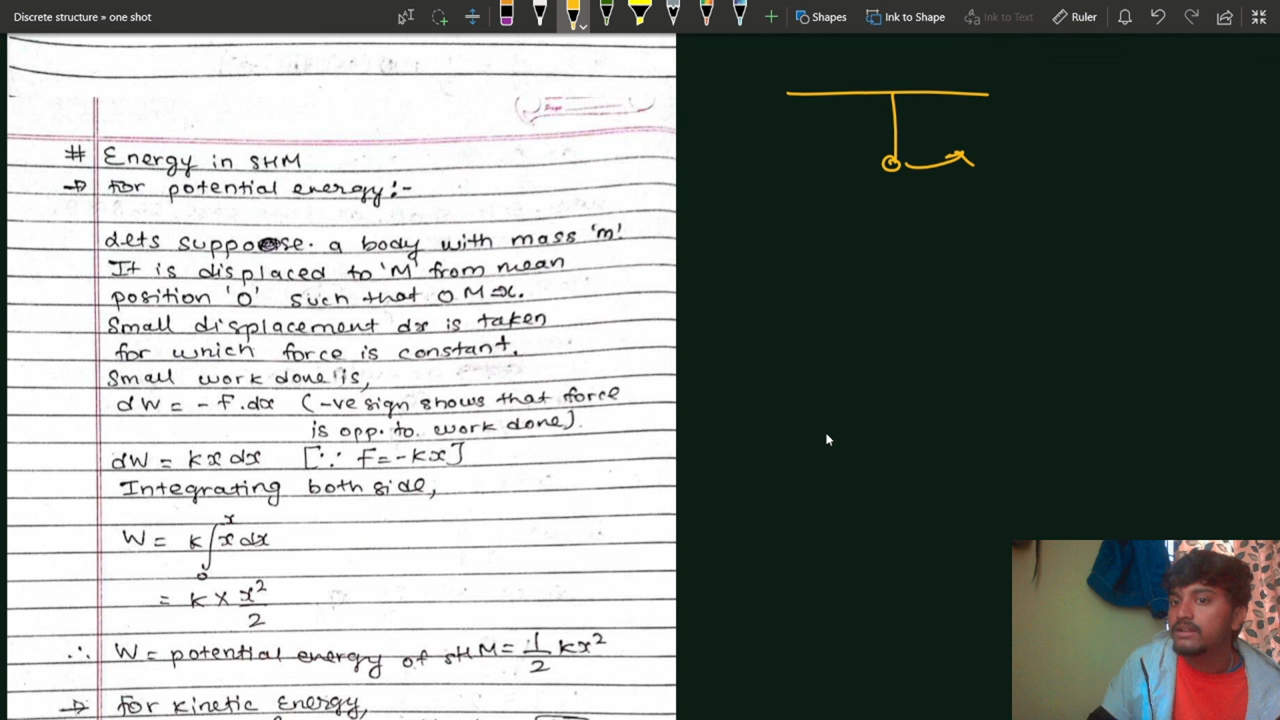 Discrete structure » one shot
Shapes
Ink to Shape
Ink to Text
Ruler
# Energy in SHM
→ for potential energy:-
Lets suppose. a body with mass 'm'.
It is displaced to 'M' from mean
position 'O' such that OM=x.
Small displacement dx is taken
for which force is constant.
Small work done is,
dW = -F.dx (-ve sign shows that force
is opp. to work done).
dW = kx dx [∵ F=-kx]
Integrating both side,
W = k∫₀ˣ x dx
= k × x²/2
∴ W = potential energy of SHM = 1/2 kx²
→ for kinetic energy,